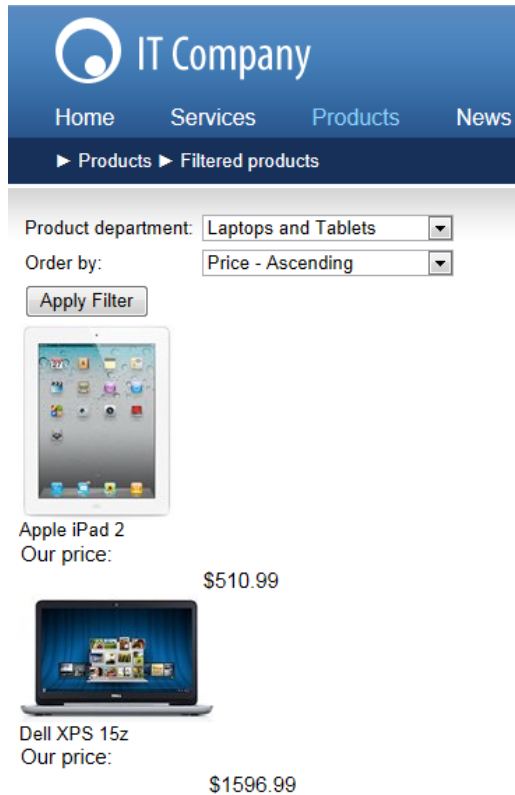 IT Company
Home Services Products News
► Products ► Filtered products
Product department: Laptops and Tablets
Order by: Price - Ascending
Apply Filter
Apple iPad 2
Our price:
$510.99
Dell XPS 15z
Our price:
$1596.99